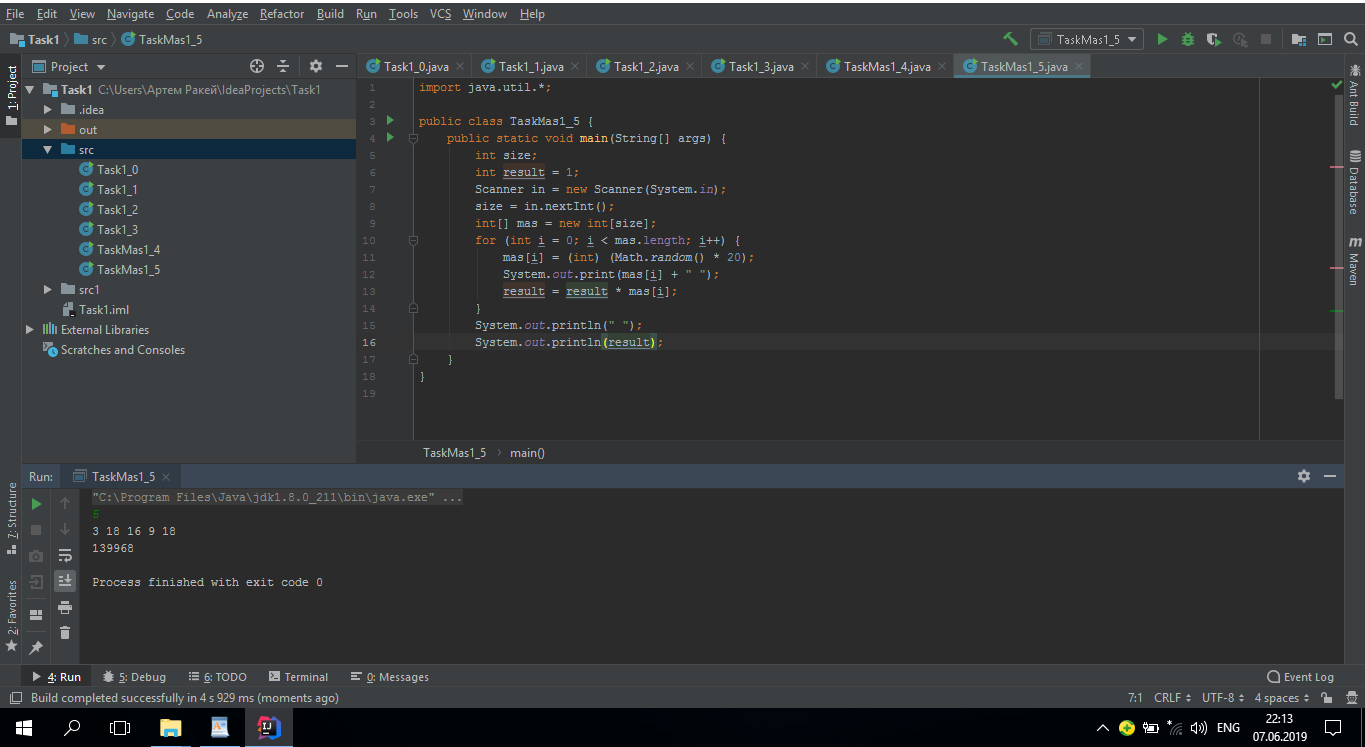 File Edit View Navigate Code Analyze Refactor Build Run Tools VCS Window Help
Task1 src TaskMas1_5
TaskMas1_5
Project
Task1_0.java Task1_1.java Task1_2.java Task1_3.java TaskMas1_4.java TaskMas1_5.java
1: Project
Task1 C:\Users\Артем Ракей\IdeaProjects\Task1
.idea
out
src
Task1_0
Task1_1
Task1_2
Task1_3
TaskMas1_4
TaskMas1_5
src1
Task1.iml
External Libraries
Scratches and Consoles
1 import java.util.*;
2
3 public class TaskMas1_5 {
4 public static void main(String[] args) {
5 int size;
6 int result = 1;
7 Scanner in = new Scanner(System.in);
8 size = in.nextInt();
9 int[] mas = new int[size];
10 for (int i = 0; i < mas.length; i++) {
11 mas[i] = (int) (Math.random() * 20);
12 System.out.print(mas[i] + " ");
13 result = result * mas[i];
14 }
15 System.out.println(" ");
16 System.out.println(result);
17 }
18 }
19
TaskMas1_5 main()
Ant Build
Database
m Maven
Run: TaskMas1_5
"C:\Program Files\Java\jdk1.8.0_211\bin\java.exe" ...
5
3 18 16 9 18
139968
Process finished with exit code 0
7: Structure
2: Favorites
4: Run 5: Debug 6: TODO Terminal 0: Messages Event Log
Build completed successfully in 4 s 929 ms (moments ago) 7:1 CRLF UTF-8 4 spaces
ENG 22:13
07.06.2019